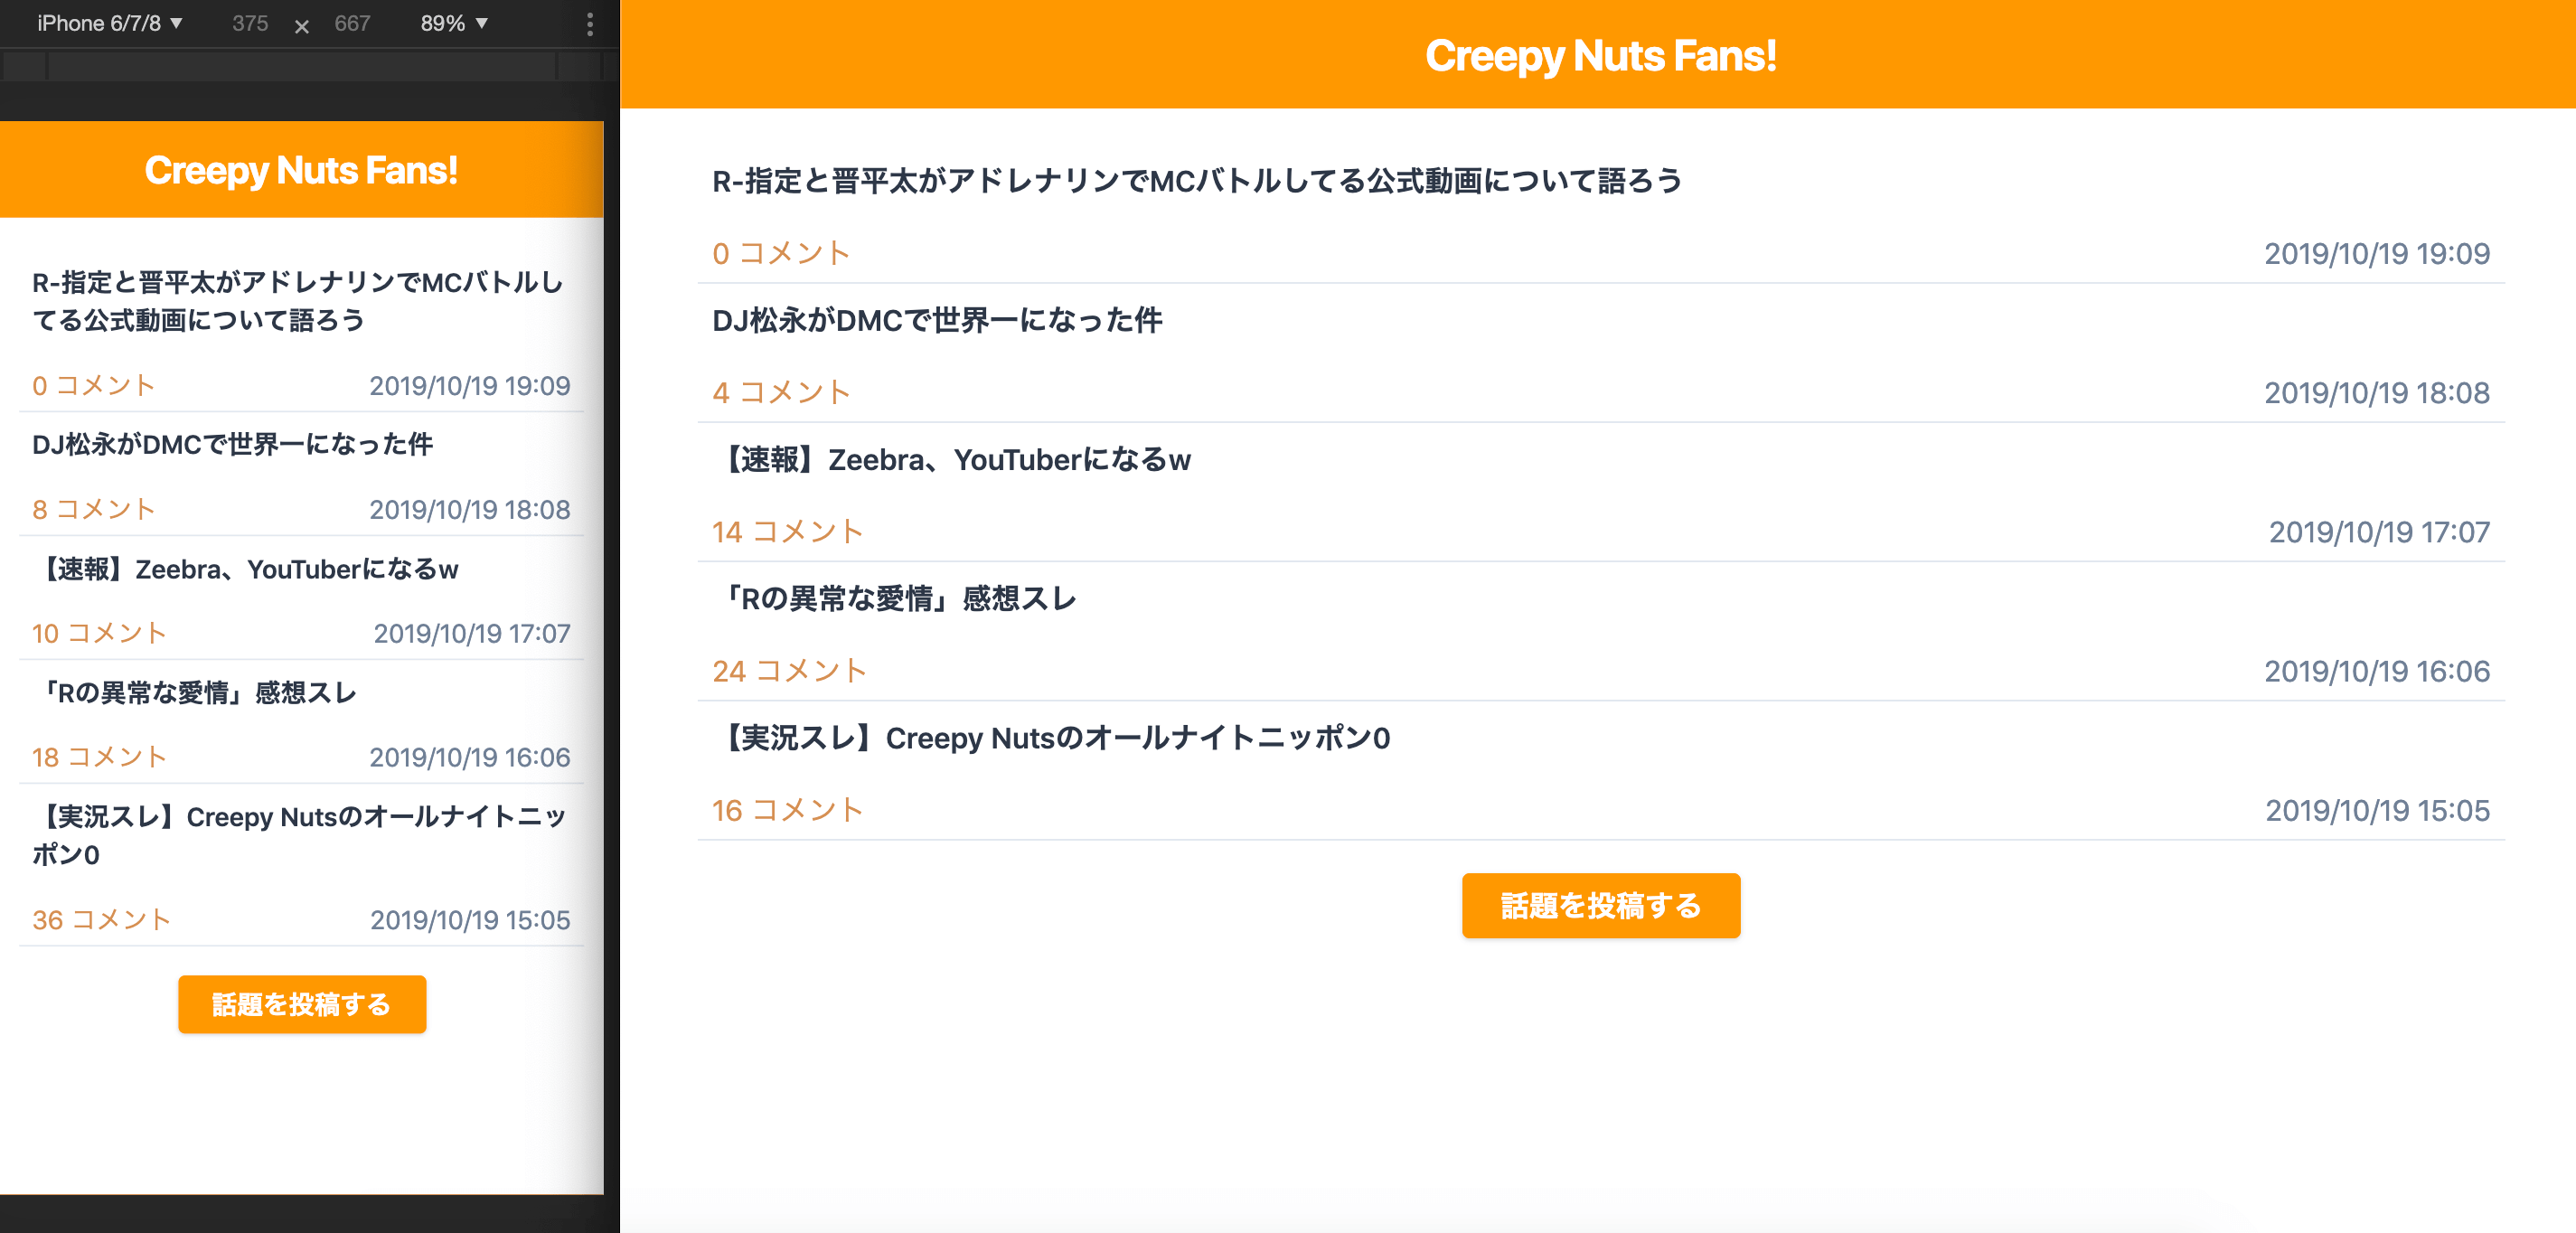 iPhone 6/7/8 ▼ 375 × 667 89% ▼
Creepy Nuts Fans!
R-指定と晋平太がアドレナリンでMCバトルし
てる公式動画について語ろう
0 コメント 2019/10/19 19:09
DJ松永がDMCで世界一になった件
8 コメント 2019/10/19 18:08
【速報】Zeebra、YouTuberになるw
10 コメント 2019/10/19 17:07
「Rの異常な愛情」感想スレ
18 コメント 2019/10/19 16:06
【実況スレ】Creepy Nutsのオールナイトニッ
ポン0
36 コメント 2019/10/19 15:05
話題を投稿する
Creepy Nuts Fans!
R-指定と晋平太がアドレナリンでMCバトルしてる公式動画について語ろう
0 コメント 2019/10/19 19:09
DJ松永がDMCで世界一になった件
4 コメント 2019/10/19 18:08
【速報】Zeebra、YouTuberになるw
14 コメント 2019/10/19 17:07
「Rの異常な愛情」感想スレ
24 コメント 2019/10/19 16:06
【実況スレ】Creepy Nutsのオールナイトニッポン0
16 コメント 2019/10/19 15:05
話題を投稿する